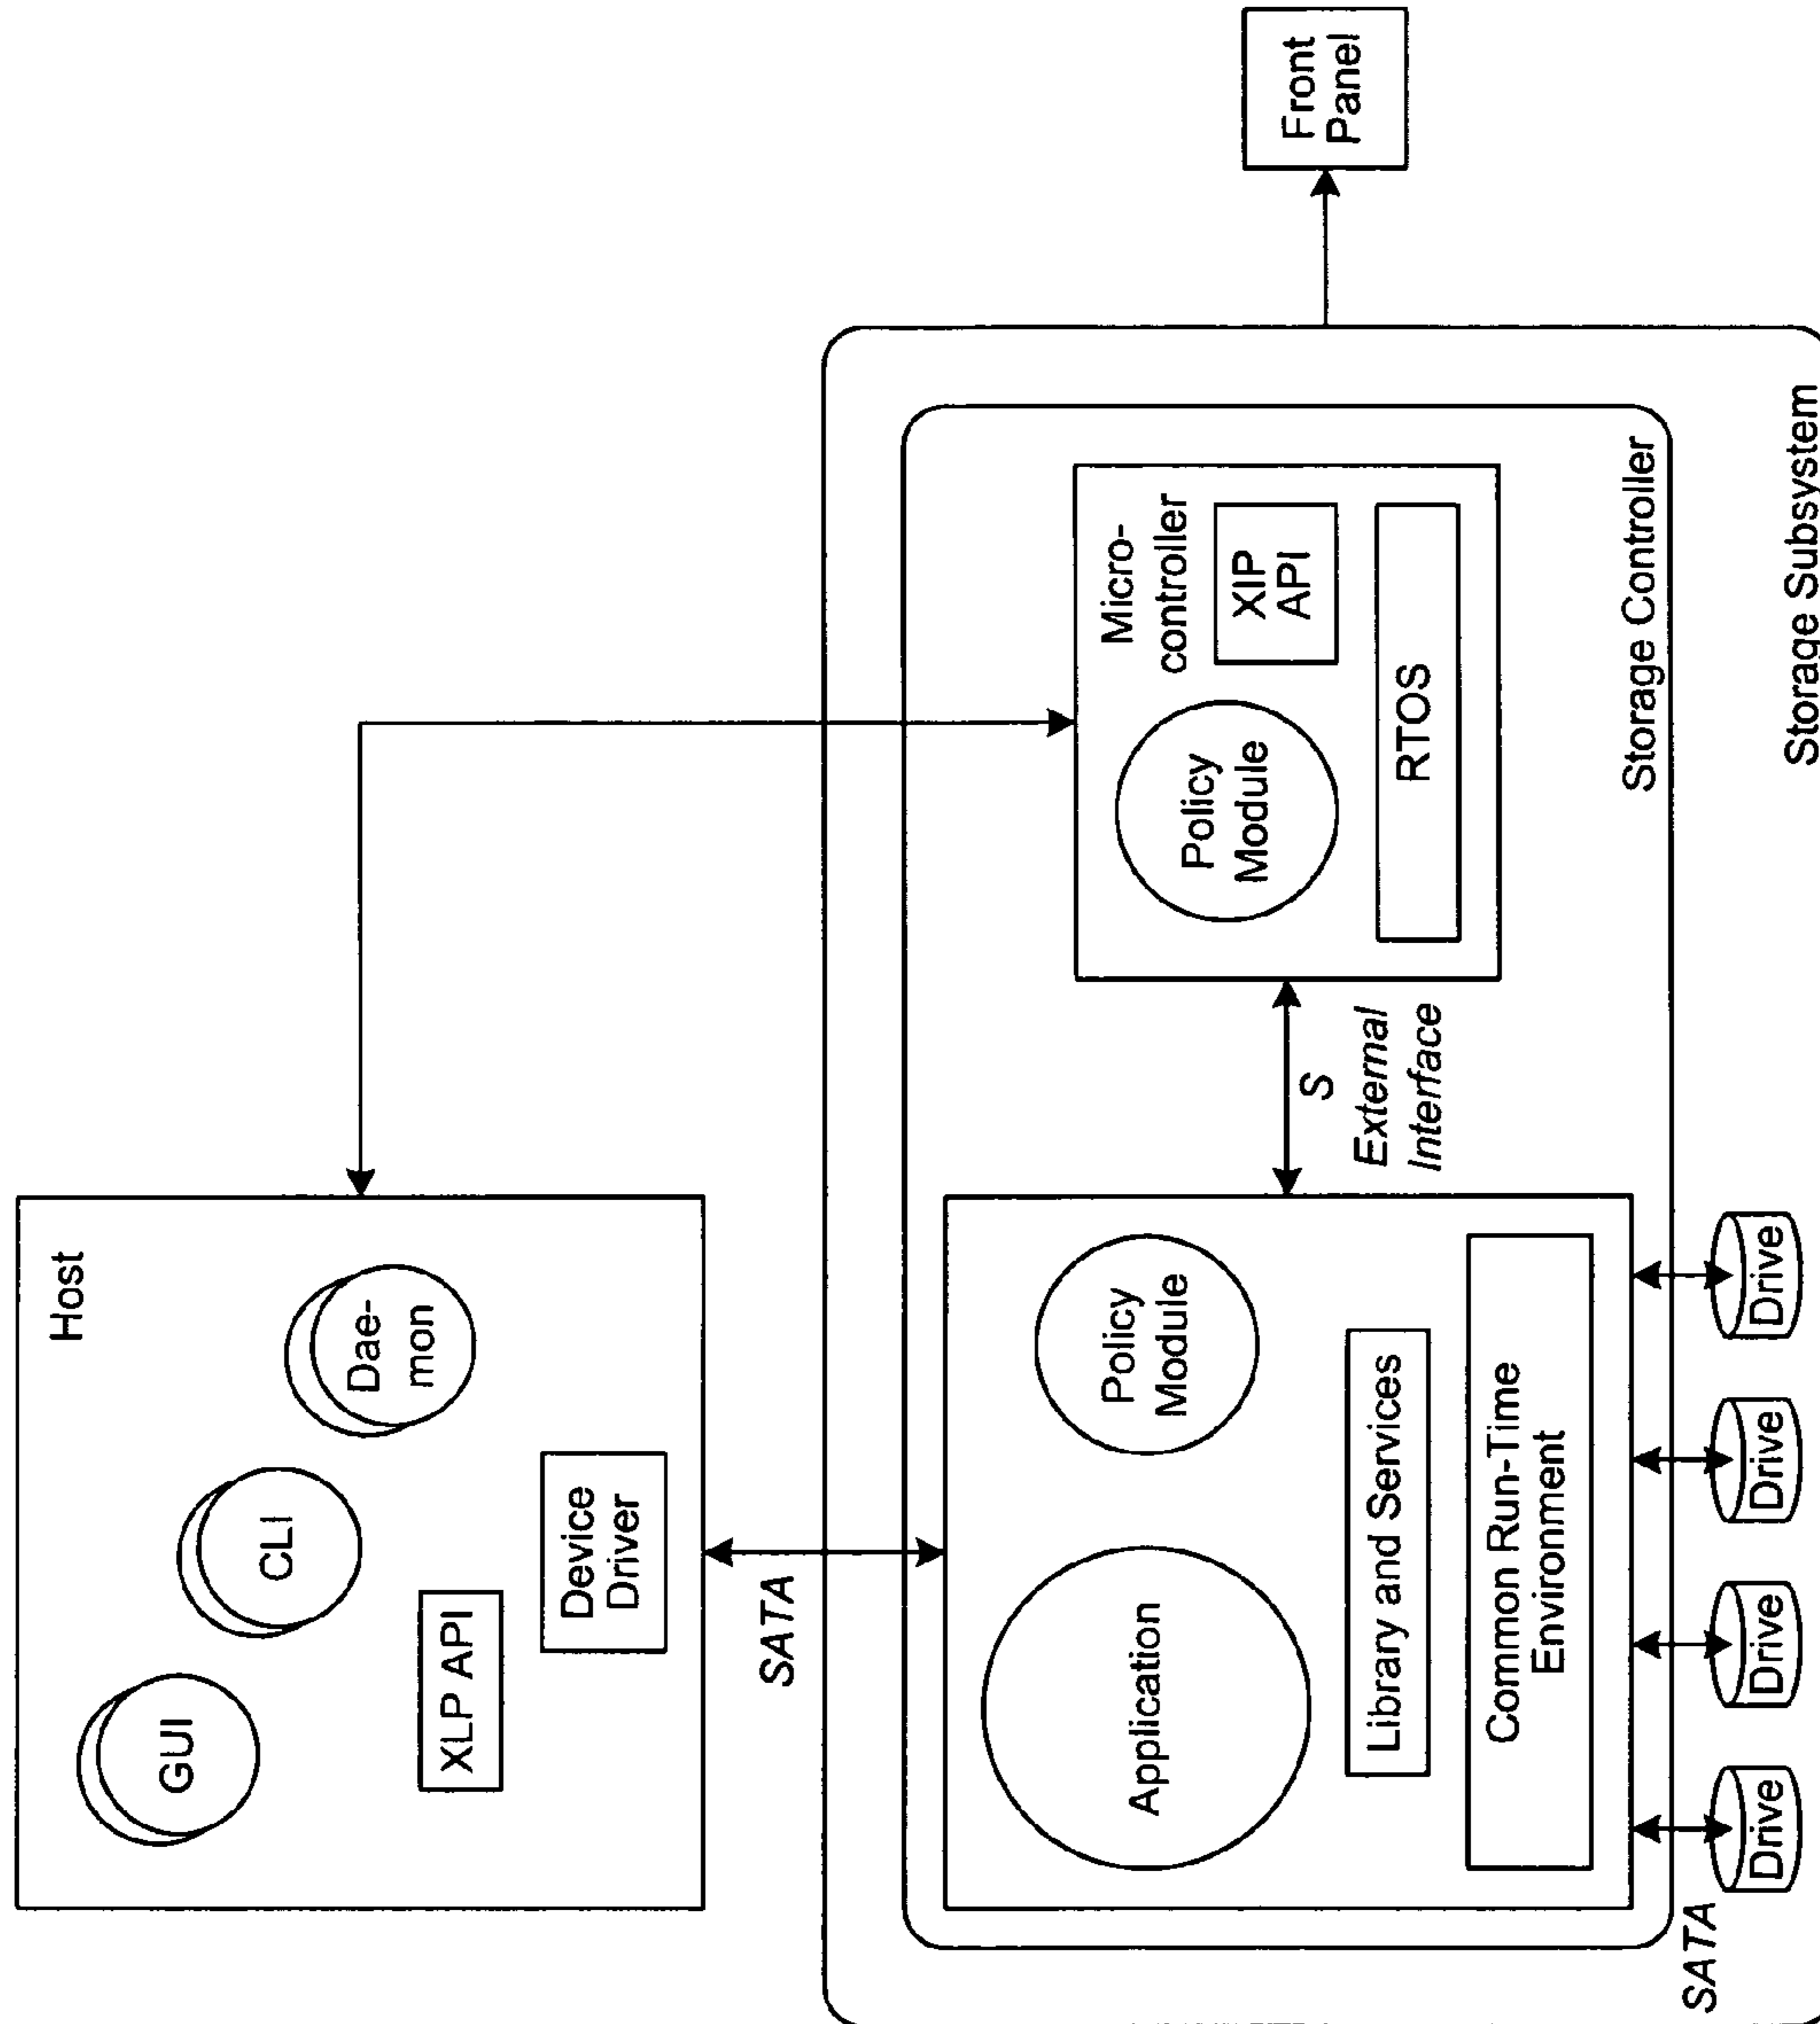 Host
GUI
CLI
Dae-
mon
XLP API
Device
Driver
SATA
Front
Panel
Application
Policy
Module
Library and Services
Common Run-Time
Environment
S
External
Interface
Micro-
controller
Policy
Module
XIP
API
RTOS
Storage Controller
SATA
Drive
Drive
Drive
Drive
Storage Subsystem